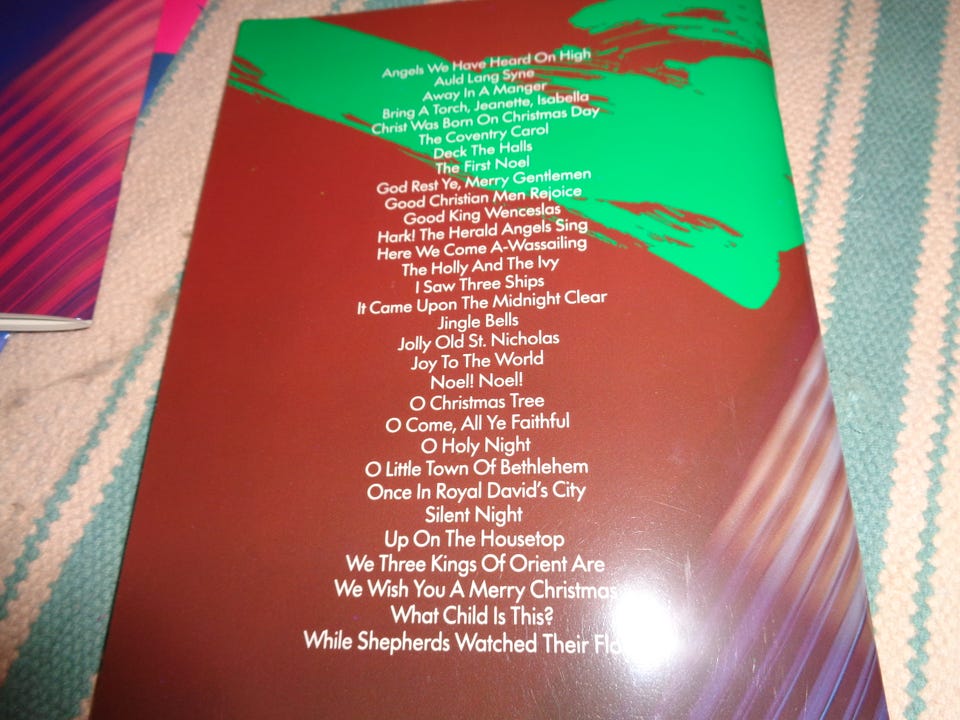 Angels We Have Heard On High
Auld Lang Syne
Away In A Manger
Bring A Torch, Jeanette, Isabella
Christ Was Born On Christmas Day
The Coventry Carol
Deck The Halls
The First Noel
God Rest Ye, Merry Gentlemen
Good Christian Men Rejoice
Good King Wenceslas
Hark! The Herald Angels Sing
Here We Come A-Wassailing
The Holly And The Ivy
I Saw Three Ships
It Came Upon The Midnight Clear
Jingle Bells
Jolly Old St. Nicholas
Joy To The World
Noel! Noel!
O Christmas Tree
O Come, All Ye Faithful
O Holy Night
O Little Town Of Bethlehem
Once In Royal David's City
Silent Night
Up On The Housetop
We Three Kings Of Orient Are
We Wish You A Merry Christmas
What Child Is This?
While Shepherds Watched Their